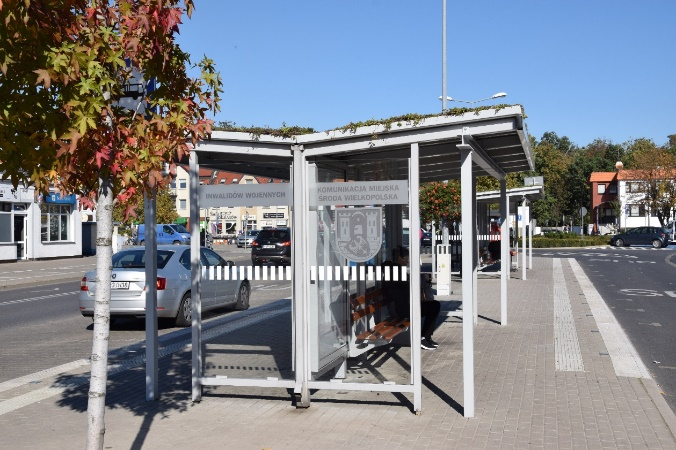 INWALIDÓW WOJENNYCH
KOMUNIKACJA MIEJSKA
ŚRODA WIELKOPOLSKA